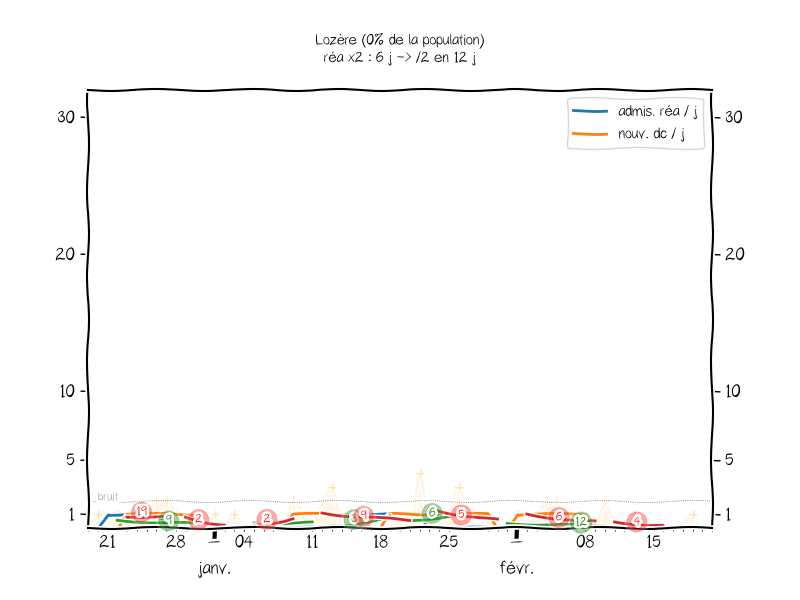 Lozère (0% de la population)
réa x2 : 6 j -> /2 en 12 j
admis. réa / j
nouv. dc / j
30 30
20 20
10 10
5 5
bruit
1 1
19 9 2 2 9 6 5 6 12 4
21 28 04 11 18 25 08 15
janv. févr.